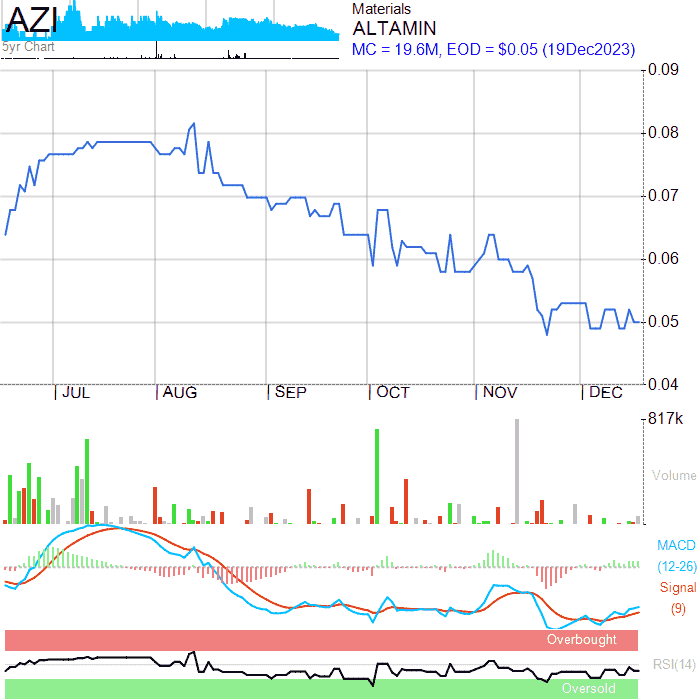 AZI
5yr Chart
Materials
ALTAMIN
MC = 19.6M, EOD = $0.05 (19Dec2023)
0.09
0.08
0.07
0.06
0.05
0.04
JUL AUG SEP OCT NOV DEC
817k
Volume
MACD
(12-26)
Signal
(9)
Overbought
RSI(14)
Oversold